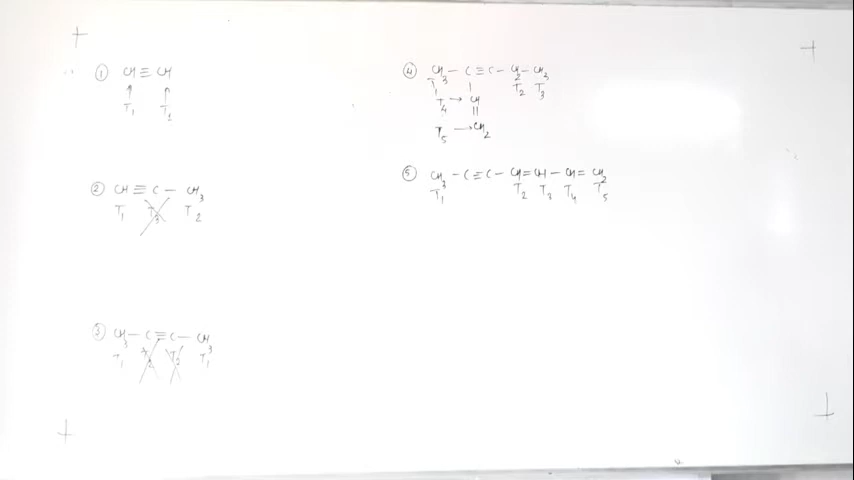 ① CH ≡ CH
T₁ T₁
② CH ≡ C — CH₃
T₁ T₃ T₂
③ CH₃ — C ≡ C — CH₃
T₁ T₂ T₂ T₁
④ CH₃ — C ≡ C — CH₂ — CH₃
T₁ | T₂ T₃
T₄ → CH
||
T₅ → CH₂
⑤ CH₃ — C ≡ C — CH = CH — CH = CH₂
T₁ T₂ T₃ T₄ T₅